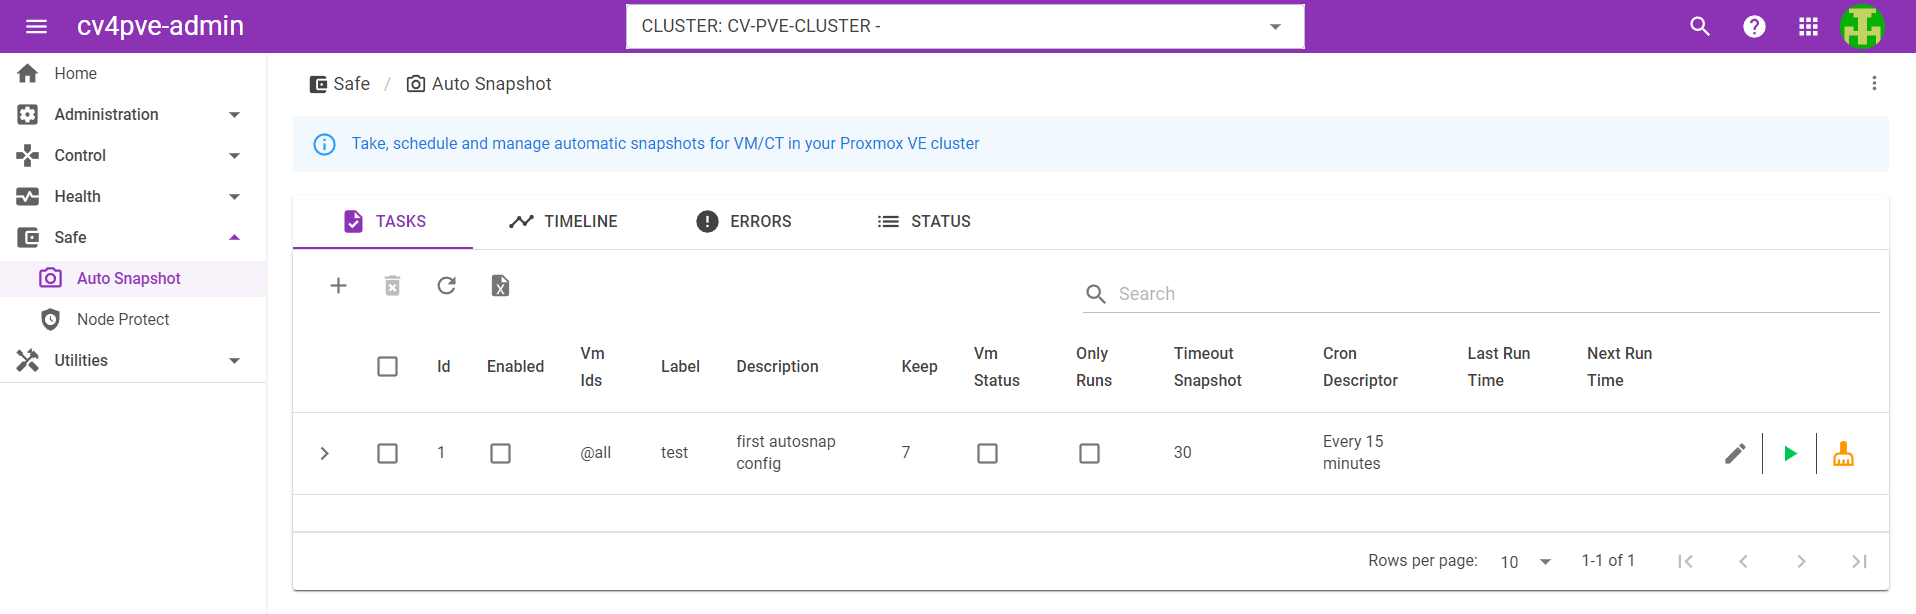 cv4pve-admin
CLUSTER: CV-PVE-CLUSTER -
Home
Administration
Control
Health
Safe
Auto Snapshot
Node Protect
Utilities
Safe / Auto Snapshot
Take, schedule and manage automatic snapshots for VM/CT in your Proxmox VE cluster
TASKS TIMELINE ERRORS STATUS
Search
Id Enabled Vm Ids Label Description Keep Vm Status Only Runs Timeout Snapshot Cron Descriptor Last Run Time Next Run Time
1 @all test first autosnap config 7 30 Every 15 minutes
Rows per page: 10 1-1 of 1